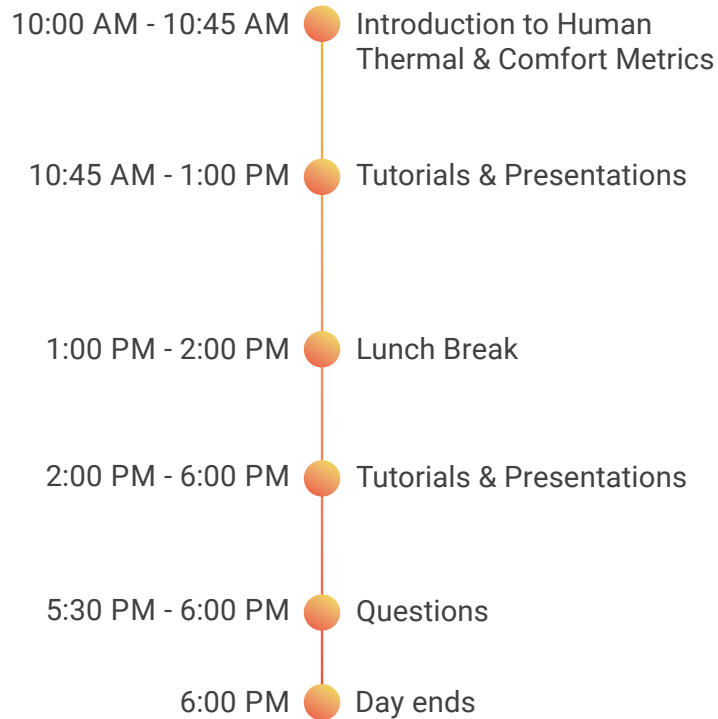 10:00 AM - 10:45 AM Introduction to Human
Thermal & Comfort Metrics
10:45 AM - 1:00 PM Tutorials & Presentations
1:00 PM - 2:00 PM Lunch Break
2:00 PM - 6:00 PM Tutorials & Presentations
5:30 PM - 6:00 PM Questions
6:00 PM Day ends